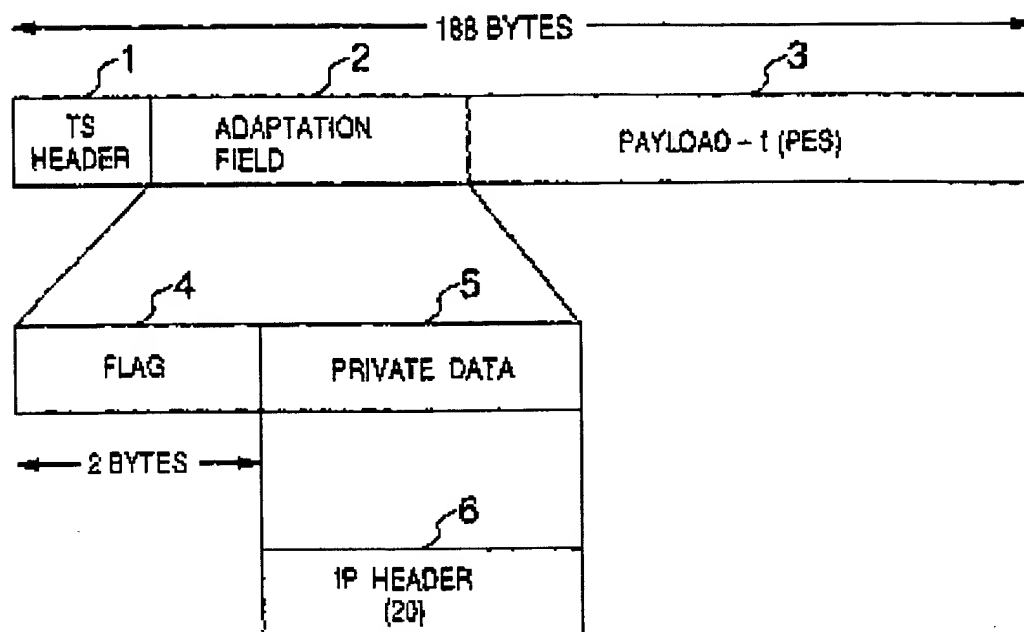 188 BYTES
1
2
3
TS
HEADER
ADAPTATION
FIELD
PAYLOAD - t (PES)
4
5
FLAG
PRIVATE DATA
2 BYTES
6
IP HEADER
(20)